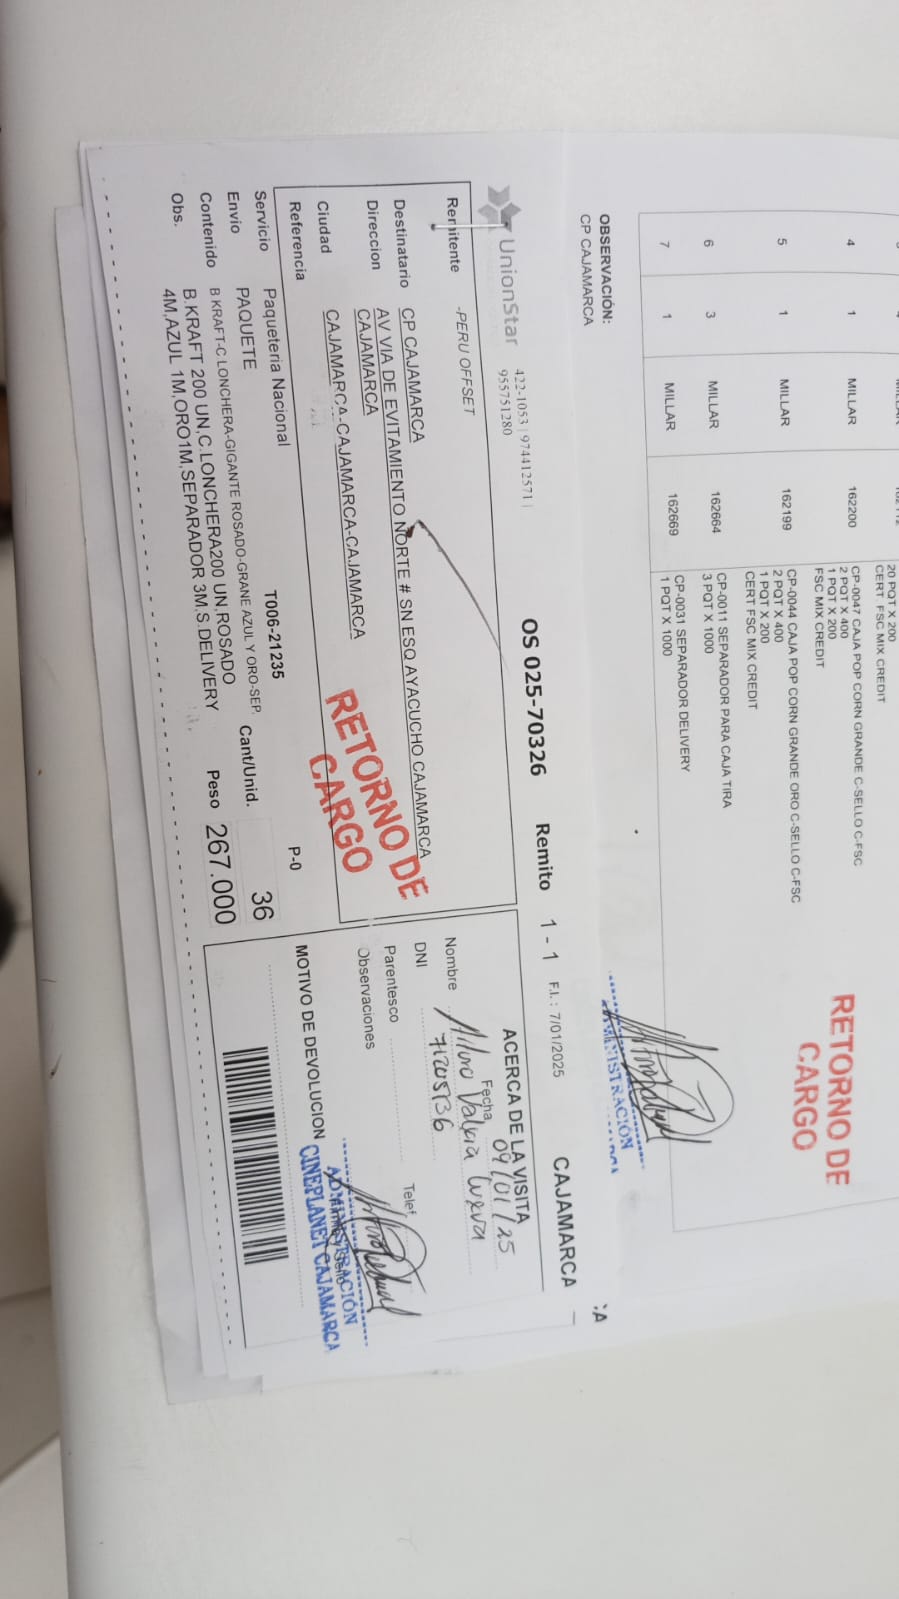 20 PQT X 200
CERT FSC MIX CREDIT
4 1 MILLAR 162200 CP-0047 CAJA POP CORN GRANDE C-SELLO C-FSC
2 PQT X 400
1 PQT X 200
FSC MIX CREDIT
5 1 MILLAR 162199 CP-0044 CAJA POP CORN GRANDE ORO C-SELLO C-FSC
2 PQT X 400
1 PQT X 200
CERT FSC MIX CREDIT
6 3 MILLAR 162664 CP-0011 SEPARADOR PARA CAJA TIRA
3 PQT X 1000
7 1 MILLAR 162669 CP-0031 SEPARADOR DELIVERY
1 PQT X 1000
RETORNO DE
CARGO
OBSERVACIÓN:
CP CAJAMARCA
ADMINISTRACIÓN
:A
UnionStar
422-1053 | 974412571 |
955751280
OS 025-70326 Remito 1 - 1 F.I. : 7/01/2025 CAJAMARCA
Remitente -PERU OFFSET
Destinatario CP CAJAMARCA
Direccion AV VIA DE EVITAMIENTO NORTE # SN ESQ AYACUCHO CAJAMARCA
CAJAMARCA
Ciudad CAJAMARCA-CAJAMARCA-CAJAMARCA
Referencia P-0
RETORNO DE
CARGO
Servicio Paqueteria Nacional T006-21235
Envio PAQUETE Cant/Unid. 36
Contenido B KRAFT-C LONCHERA-GIGANTE ROSADO-GRANE AZUL Y ORO-SEP.
B.KRAFT 200 UN,C.LONCHERA200 UN,ROSADO Peso 267.000
Obs. 4M,AZUL 1M,ORO1M,SEPARADOR 3M,S.DELIVERY
ACERCA DE LA VISITA
Fecha 09/01/25
Nombre
DNI
Parentesco Telef.
Observaciones
MOTIVO DE DEVOLUCION
ADMINISTRACIÓN
CINEPLANET CAJAMARCA